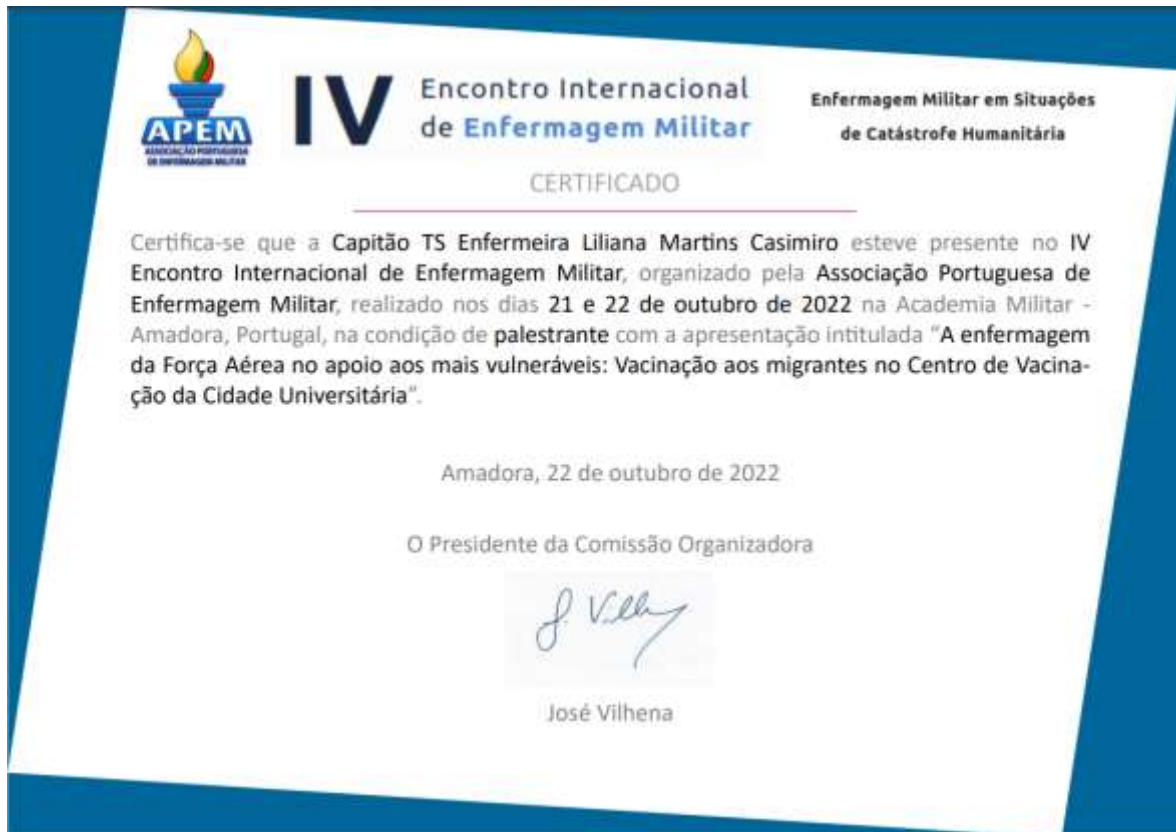 APEM
ASSOCIAÇÃO PORTUGUESA
DE ENFERMAGEM MILITAR
IV
Encontro Internacional
de Enfermagem Militar
Enfermagem Militar em Situações
de Catástrofe Humanitária
CERTIFICADO
Certifica-se que a Capitão TS Enfermeira Liliana Martins Casimiro esteve presente no IV
Encontro Internacional de Enfermagem Militar, organizado pela Associação Portuguesa de
Enfermagem Militar, realizado nos dias 21 e 22 de outubro de 2022 na Academia Militar -
Amadora, Portugal, na condição de palestrante com a apresentação intitulada "A enfermagem
da Força Aérea no apoio aos mais vulneráveis: Vacinação aos migrantes no Centro de Vacina-
ção da Cidade Universitária".
Amadora, 22 de outubro de 2022
O Presidente da Comissão Organizadora
José Vilhena